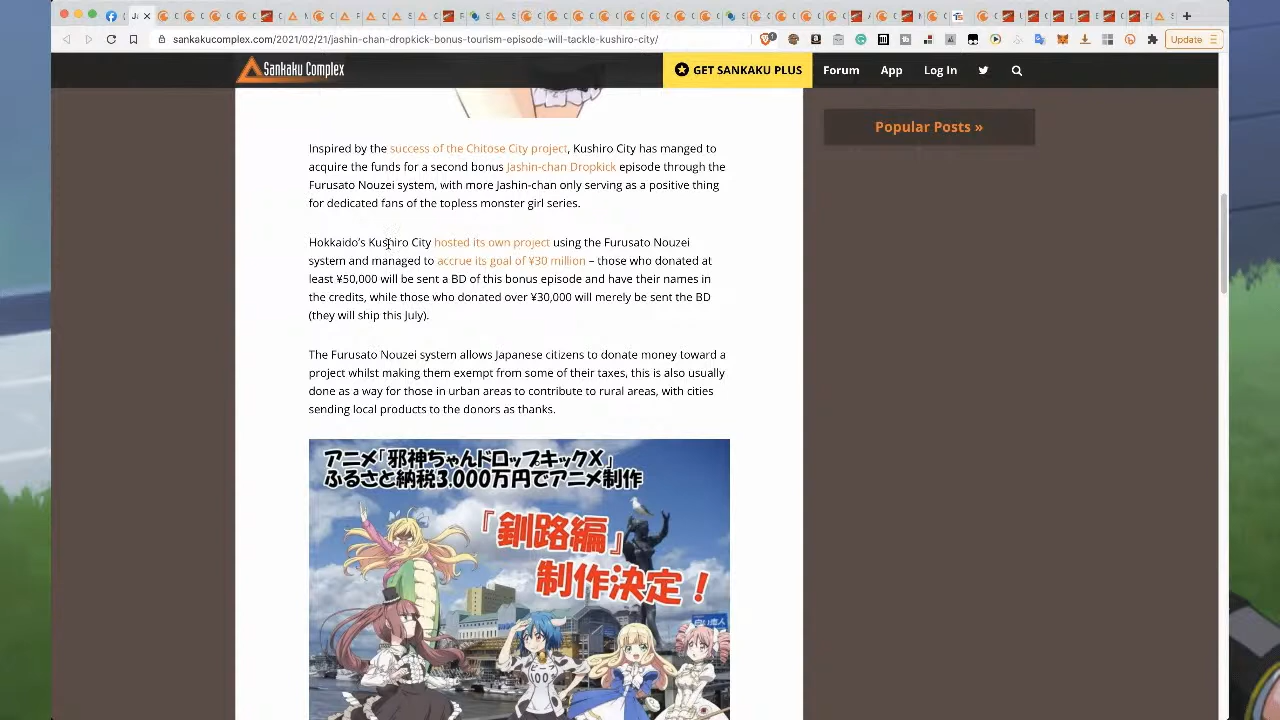 sankakucomplex.com/2021/02/21/jashin-chan-dropkick-bonus-tourism-episode-will-tackle-kushiro-city/
Update
Sankaku Complex
GET SANKAKU PLUS
Forum
App
Log In
Popular Posts »
Inspired by the success of the Chitose City project, Kushiro City has manged to
acquire the funds for a second bonus Jashin-chan Dropkick episode through the
Furusato Nouzei system, with more Jashin-chan only serving as a positive thing
for dedicated fans of the topless monster girl series.
Hokkaido's Kushiro City hosted its own project using the Furusato Nouzei
system and managed to accrue its goal of ¥30 million – those who donated at
least ¥50,000 will be sent a BD of this bonus episode and have their names in
the credits, while those who donated over ¥30,000 will merely be sent the BD
(they will ship this July).
The Furusato Nouzei system allows Japanese citizens to donate money toward a
project whilst making them exempt from some of their taxes, this is also usually
done as a way for those in urban areas to contribute to rural areas, with cities
sending local products to the donors as thanks.
アニメ「邪神ちゃんドロップキックX」
ふるさと納税3,000万円でアニメ制作
『釧路編』
制作決定！